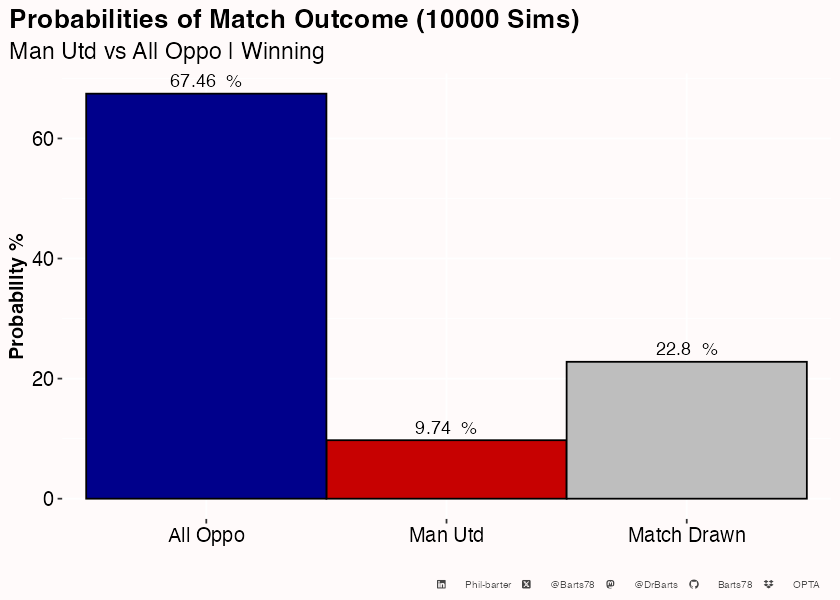 Probabilities of Match Outcome (10000 Sims)
Man Utd vs All Oppo | Winning
67.46 %
60
Probability %
40
22.8 %
20
9.74 %
0
All Oppo Man Utd Match Drawn
Phil-barter @Barts78 @DrBarts Barts78 OPTA